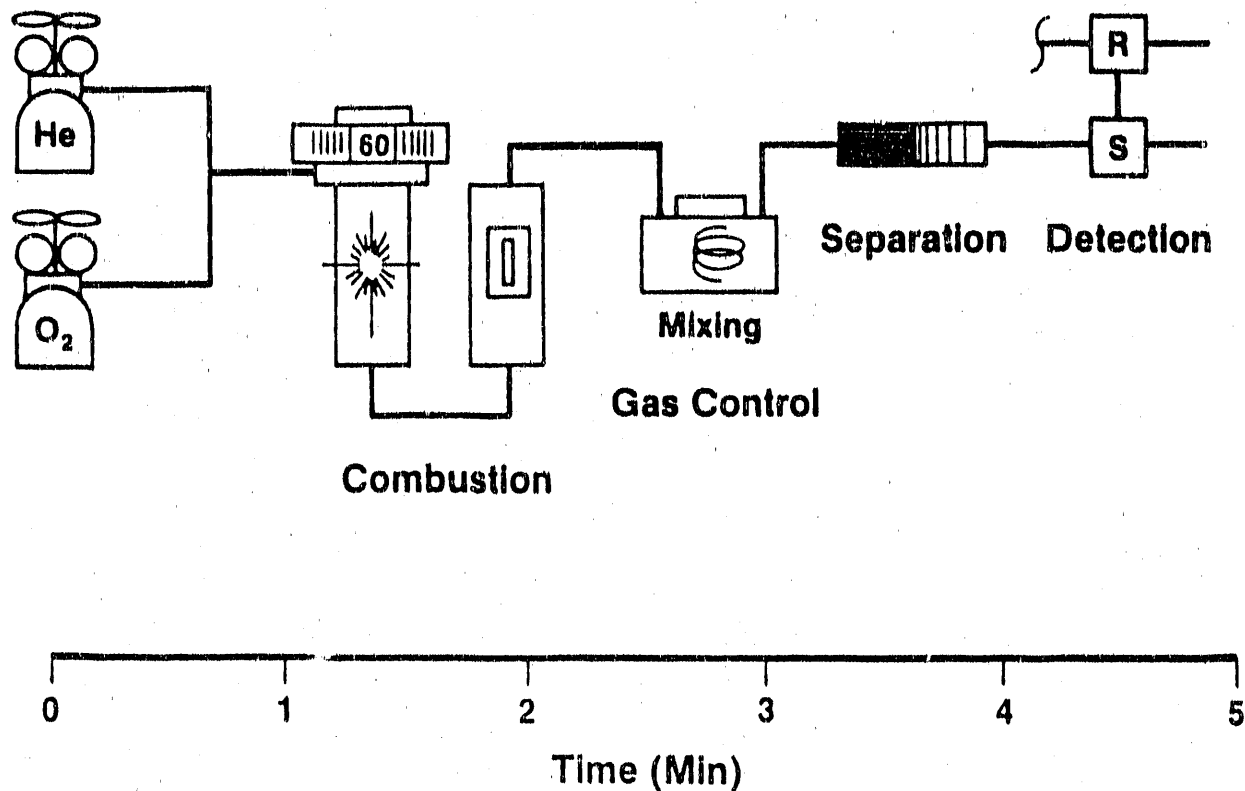 He
O₂
60
R
S
Separation
Detection
Mixing
Gas Control
Combustion
0 1 2 3 4 5
Time (Min)